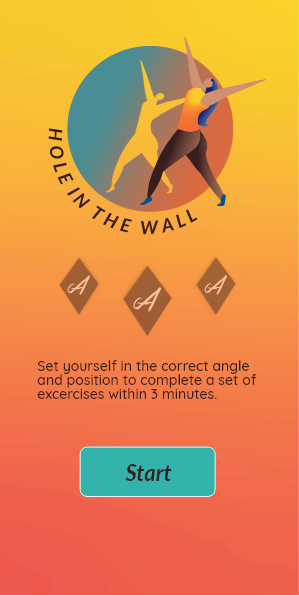 HOLE IN THE WALL
A A A
Set yourself in the correct angle
and position to complete a set of
excercises within 3 minutes.
Start